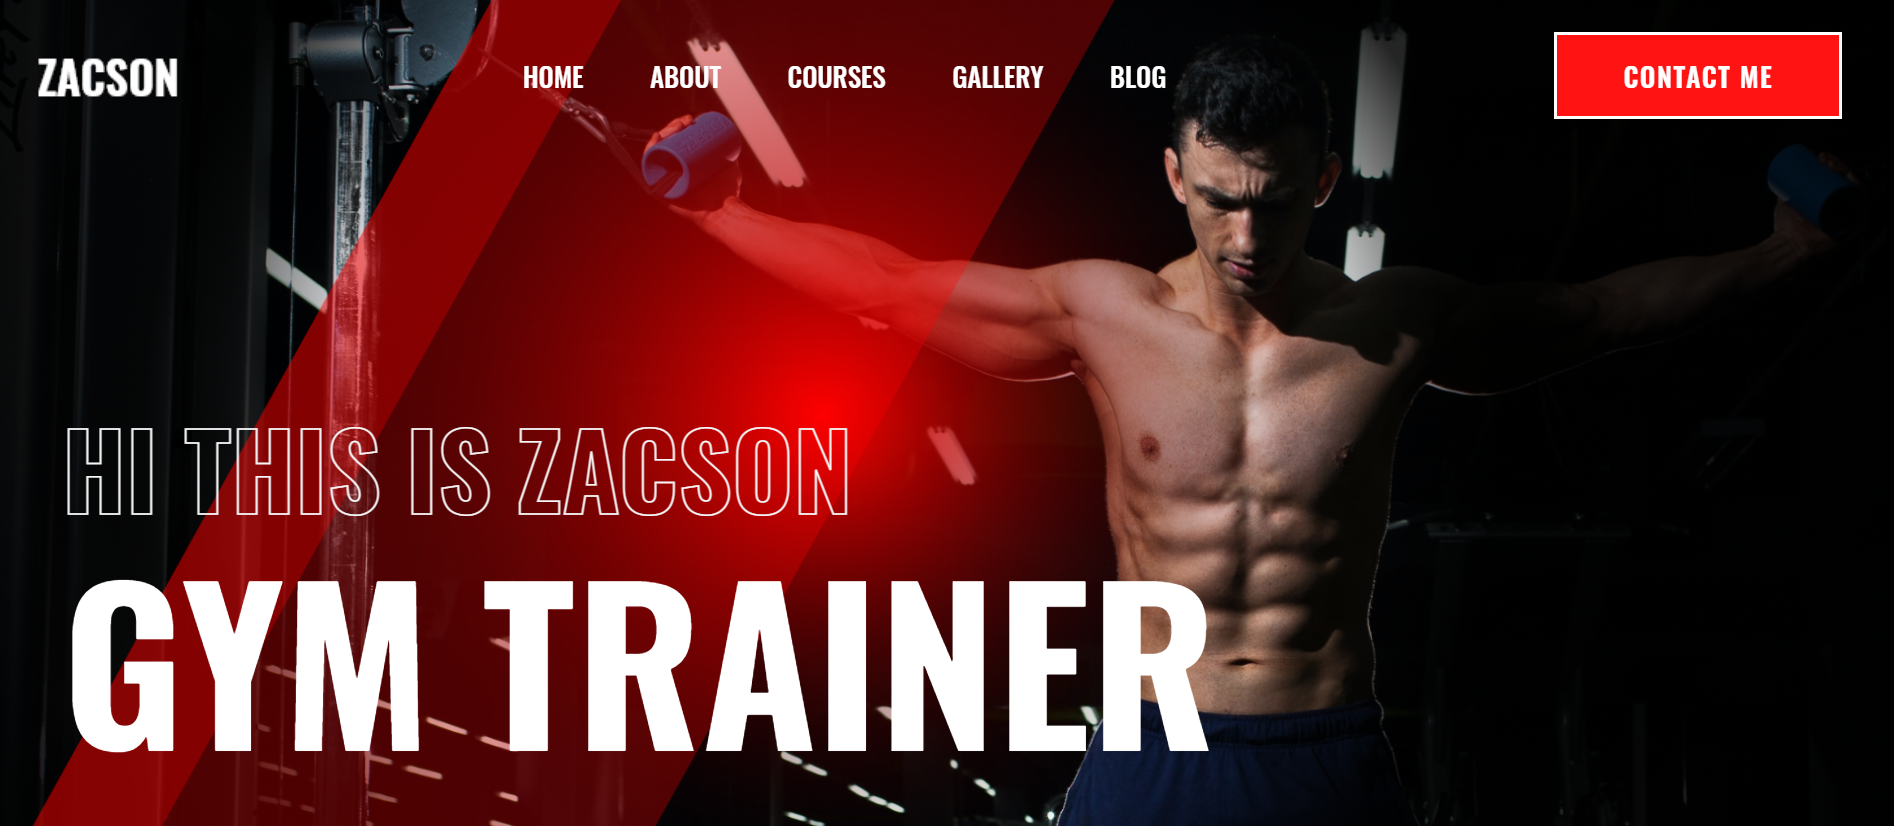 ZACSON
HOME ABOUT COURSES GALLERY BLOG
CONTACT ME
HI THIS IS ZACSON
GYM TRAINER